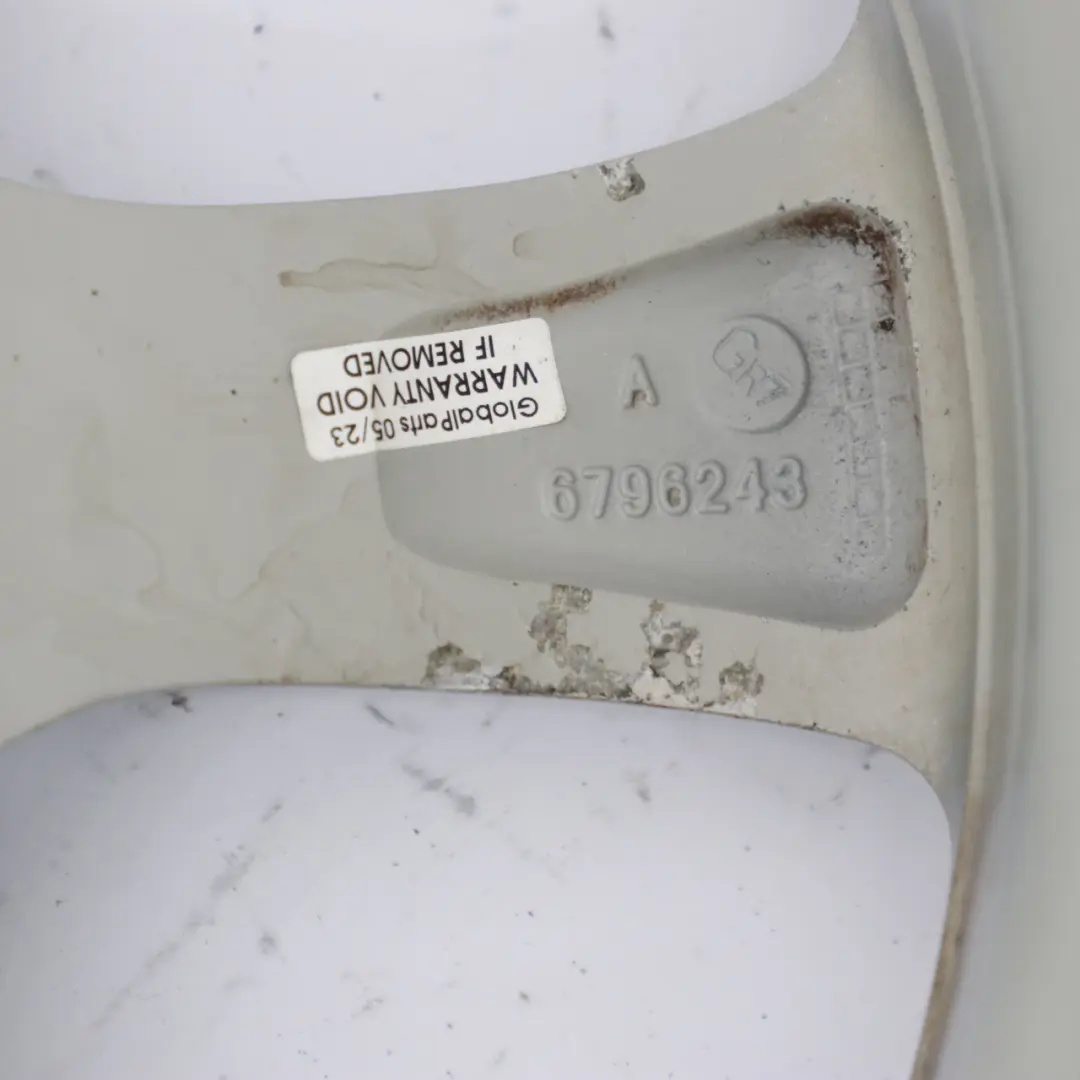 GlobalParts 05/23
WARRANTY VOID
IF REMOVED
A
6796243